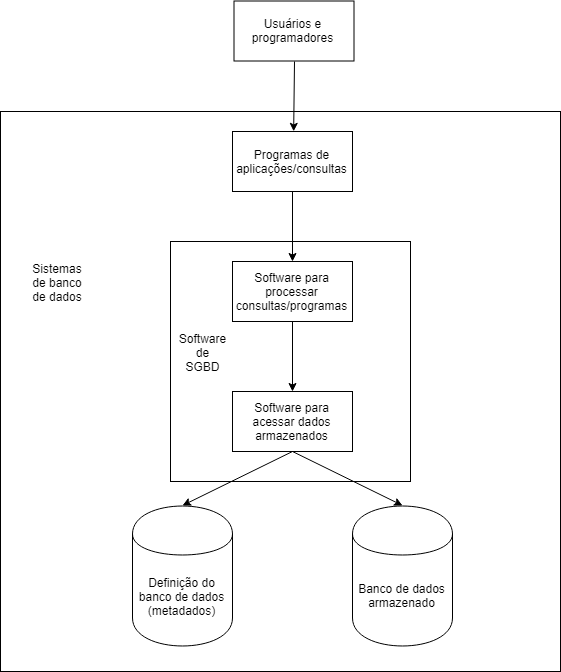 Usuários e
programadores
Programas de
aplicações/consultas
Sistemas
de banco
de dados
Software para
processar
consultas/programas
Software
de
SGBD
Software para
acessar dados
armazenados
Definição do
banco de dados
(metadados)
Banco de dados
armazenado